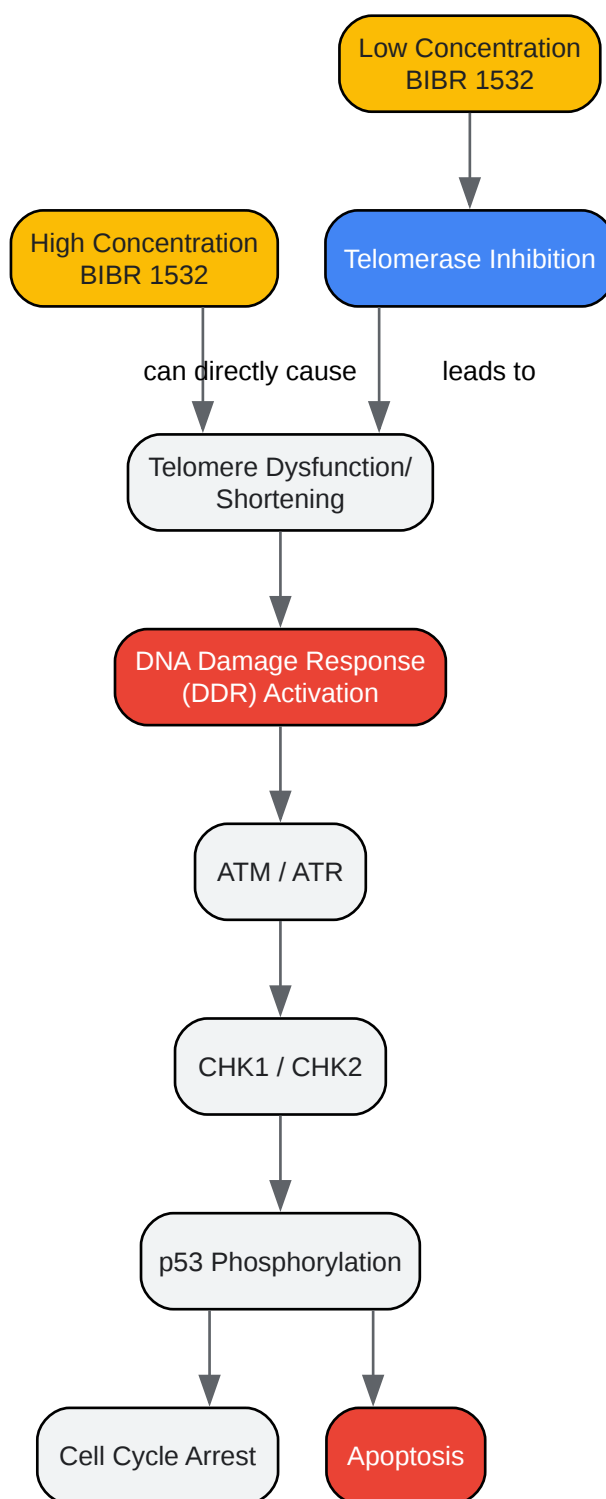 Low Concentration
BIBR 1532
High Concentration
BIBR 1532
Telomerase Inhibition
can directly cause
leads to
Telomere Dysfunction/
Shortening
DNA Damage Response
(DDR) Activation
ATM / ATR
CHK1 / CHK2
p53 Phosphorylation
Cell Cycle Arrest
Apoptosis